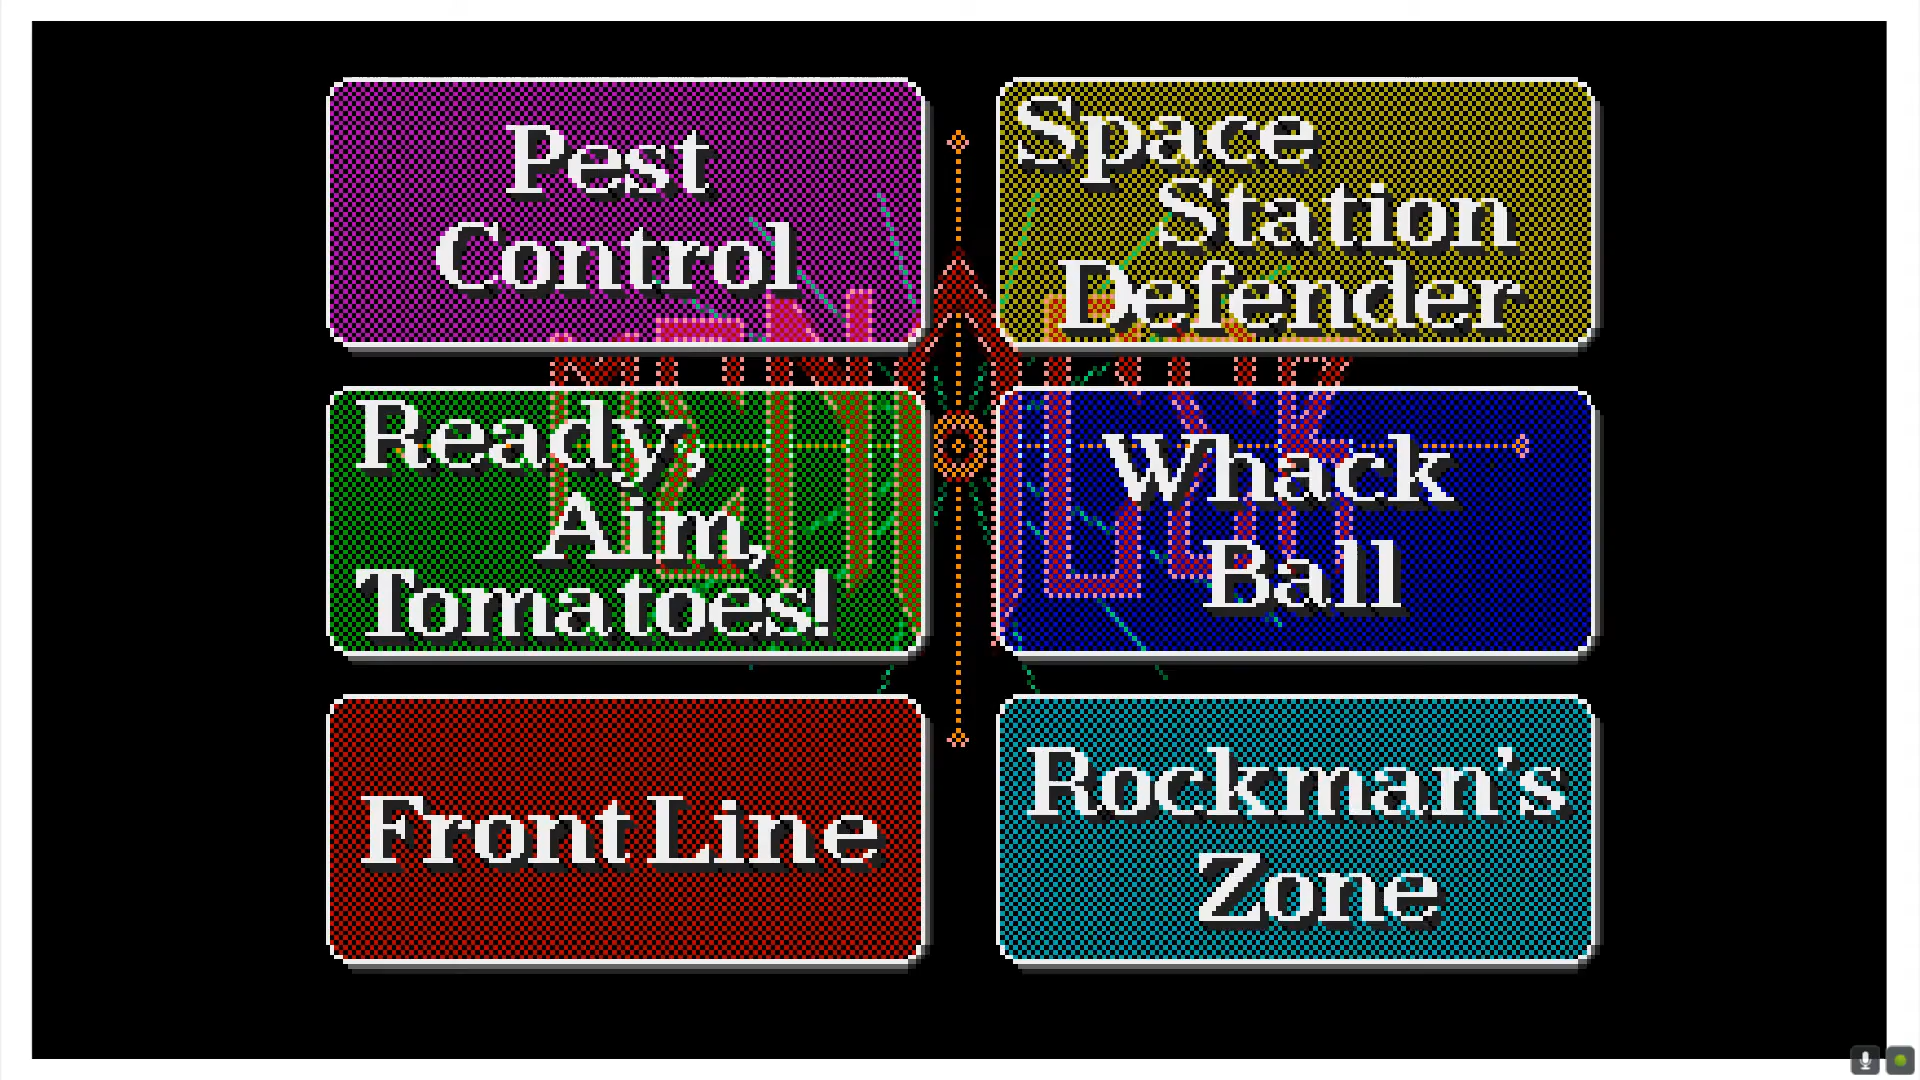 Pest
Control
Space
Station
Defender
Ready,
Aim,
Tomatoes!
Whack
Ball
Front Line
Rockman's
Zone